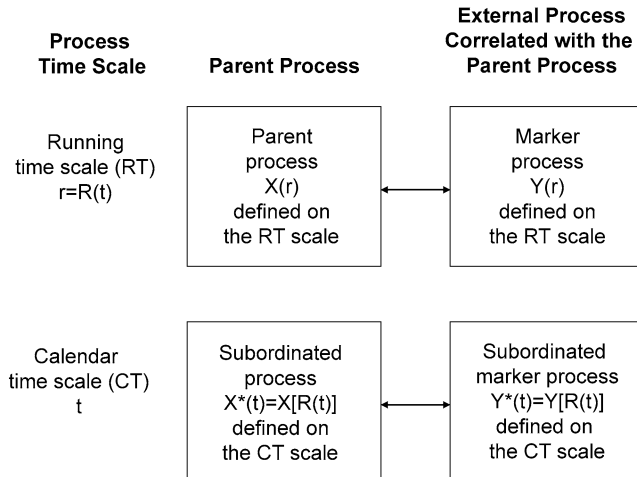 Process
Time Scale
Parent Process
External Process
Correlated with the
Parent Process
Running
time scale (RT)
r=R(t)
Parent
process
X(r)
defined on
the RT scale
Marker
process
Y(r)
defined on
the RT scale
Calendar
time scale (CT)
t
Subordinated
process
X*(t)=X[R(t)]
defined on
the CT scale
Subordinated
marker process
Y*(t)=Y[R(t)]
defined on
the CT scale